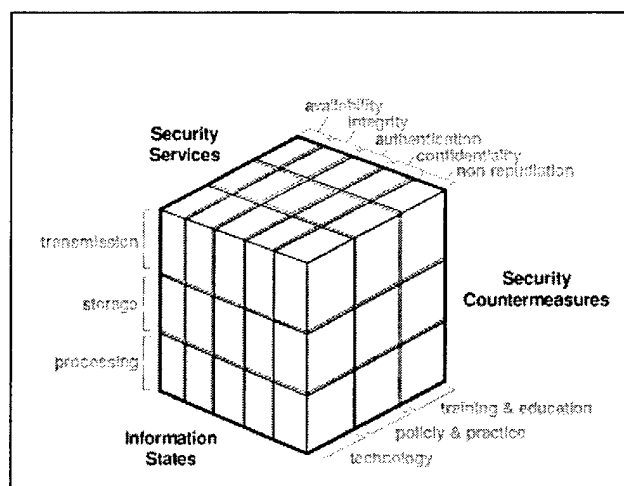 availability
integrity
authentication
confidentiality
non repudiation
Security
Services
transmission
storage
processing
Security
Countermeasures
Information
States
training & education
policiy & practice
technology